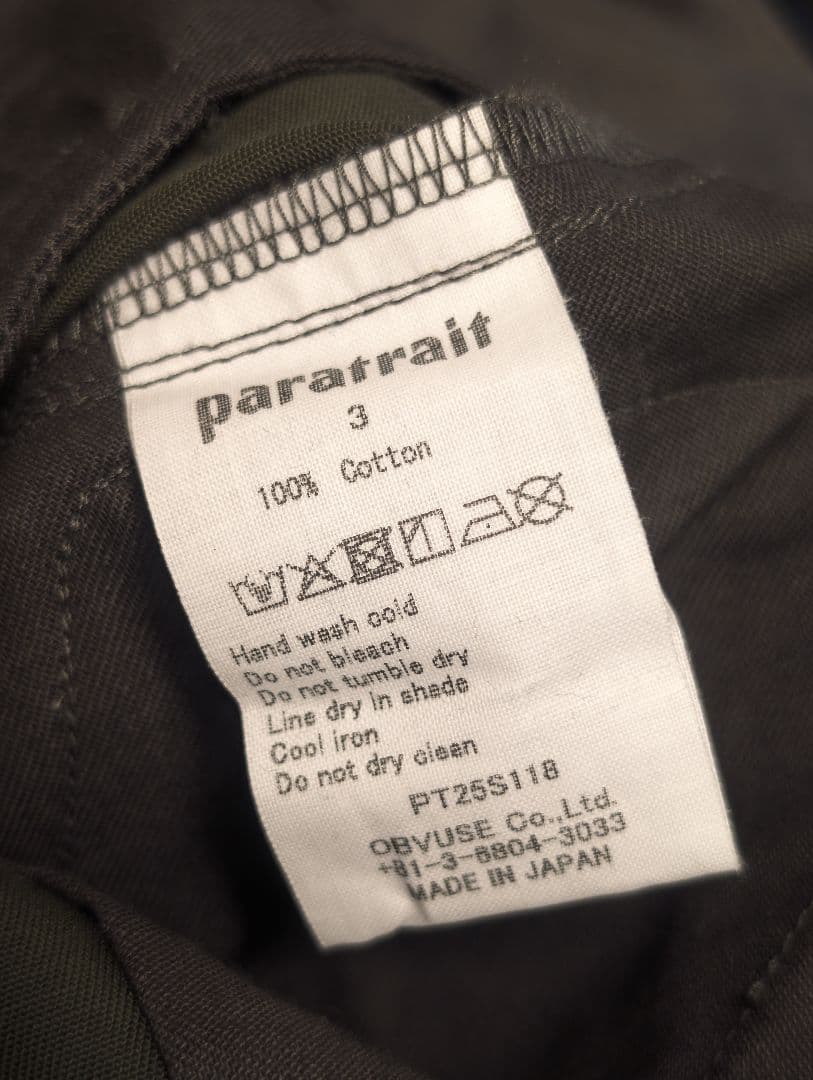 paratrait
3
100% Cotton
Hand wash cold
Do not bleach
Do not tumble dry
Line dry in shade
Cool iron
Do not dry clean
PT25S118
OBVUSE Co.,Ltd.
+81-3-6804-3033
MADE IN JAPAN